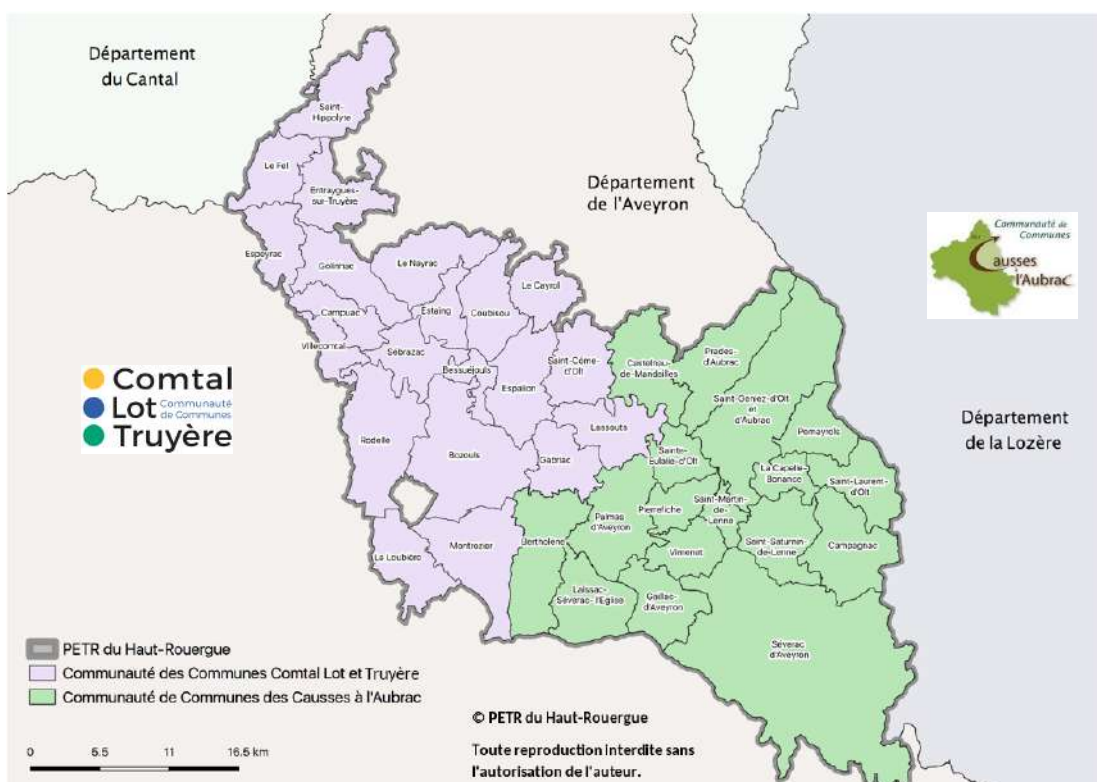 Département
du Cantal
Saint-
Hippolyte
Le Fel
Entraygues-
sur-Truyère
Département
de l'Aveyron
Espeyrac
Golinhac
Le Nayrac
Le Cayrol
Campuac
Estaing
Coubisou
Villecomtal
Sébrazac
Bessuéjouls
Espalion
Saint-Côme-
d'Olt
Castelnau-
de-Mandailles
Prades-
d'Aubrac
Saint-Geniez-d'Olt
et
d'Aubrac
Pomayrols
Lassouts
Rodelle
Bozouls
Gabriac
Sainte-
Eulalie-d'Olt
La Capelle-
Bonance
Saint-Laurent-
d'Olt
Pierrefiche
Saint-Martin-
de-
Lenne
Palmas
d'Aveyron
Bertholène
Montrozier
La Loubière
Vimenet
Saint-Saturnin-
de-Lenne
Campagnac
Laissac-
Sévérac-l'Eglise
Gaillac-
d'Aveyron
Séverac
d'Aveyron
Communauté de
Communes
des
Causses
à l'Aubrac
Département
de la Lozère
Comtal
Lot Communauté
de Communes
Truyère
PETR du Haut-Rouergue
Communauté des Communes Comtal Lot et Truyère
Communauté de Communes des Causses à l'Aubrac
0 5.5 11 16.5 km
© PETR du Haut-Rouergue
Toute reproduction interdite sans
l'autorisation de l'auteur.